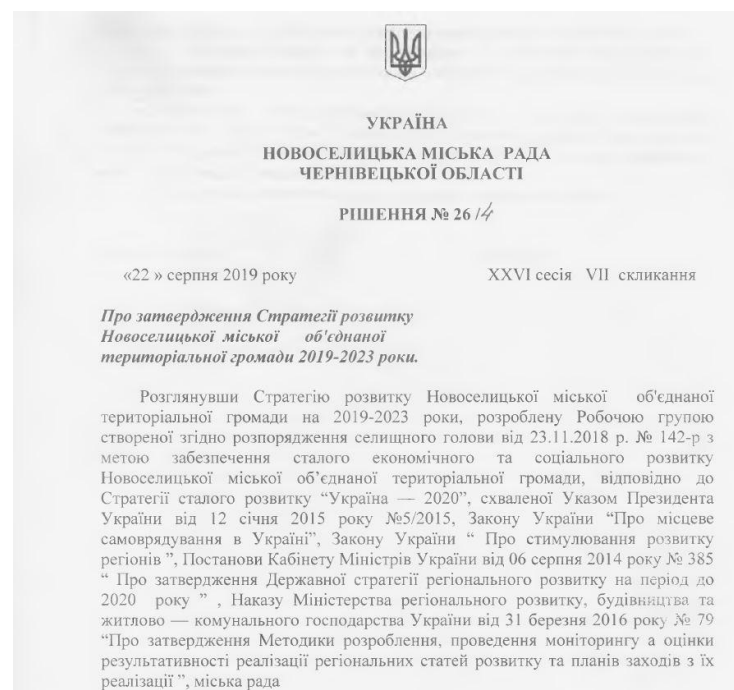 УКРАЇНА
НОВОСЕЛИЦЬКА МІСЬКА РАДА
ЧЕРНІВЕЦЬКОЇ ОБЛАСТІ
РІШЕННЯ № 26 /4
«22 » серпня 2019 року XXVI сесія VII скликання
Про затвердження Стратегії розвитку
Новоселицької міської об'єднаної
територіальної громади 2019-2023 роки.
Розглянувши Стратегію розвитку Новоселицької міської об'єднаної
територіальної громади на 2019-2023 роки, розроблену Робочою групою
створеної згідно розпорядження селищного голови від 23.11.2018 р. № 142-р з
метою забезпечення сталого економічного та соціального розвитку
Новоселицької міської об’єднаної територіальної громади, відповідно до
Стратегії сталого розвитку “Україна — 2020”, схваленої Указом Президента
України від 12 січня 2015 року №5/2015, Закону України “Про місцеве
самоврядування в Україні”, Закону України “ Про стимулювання розвитку
регіонів ”, Постанови Кабінету Міністрів України від 06 серпня 2014 року № 385
“ Про затвердження Державної стратегії регіонального розвитку на період до
2020 року ” , Наказу Міністерства регіонального розвитку, будівництва та
житлово — комунального господарства України від 31 березня 2016 року № 79
“Про затвердження Методики розроблення, проведення моніторингу а оцінки
результативності реалізації регіональних статей розвитку та планів заходів з їх
реалізації ”, міська рада